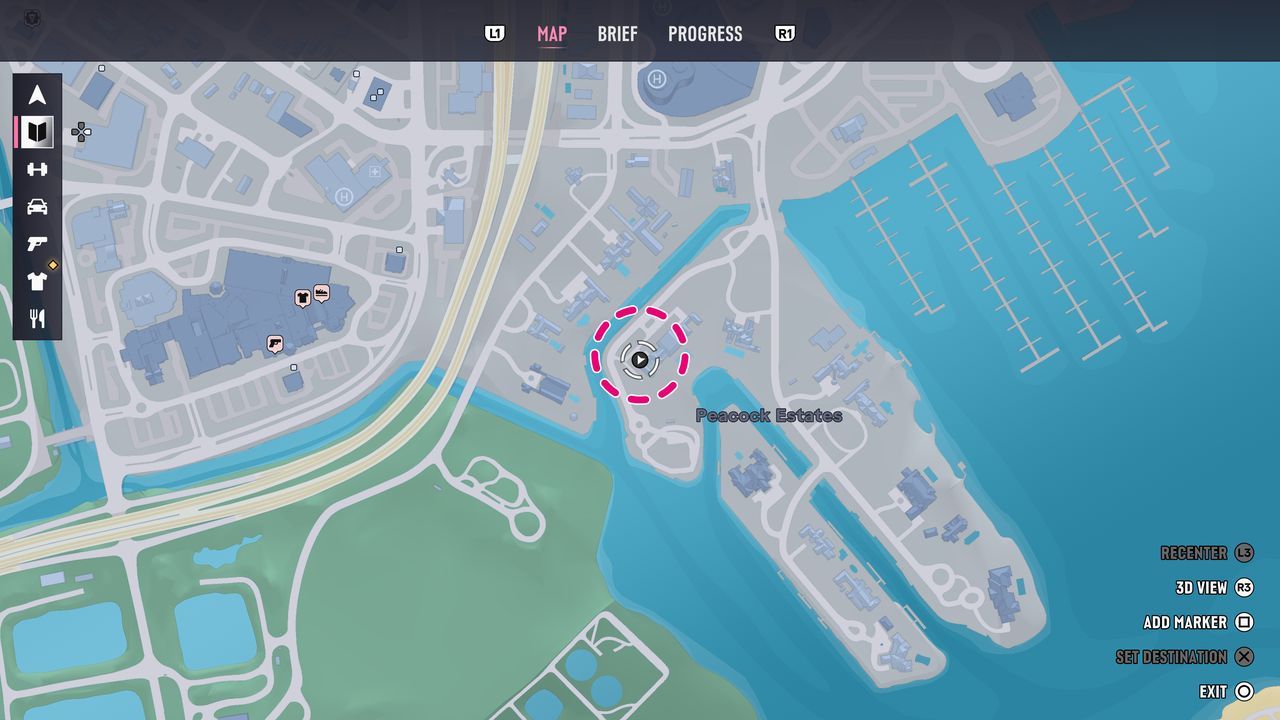 L1 MAP BRIEF PROGRESS R1
H
H
Peacock Estates
RECENTER L3
3D VIEW R3
ADD MARKER
SET DESTINATION
EXIT